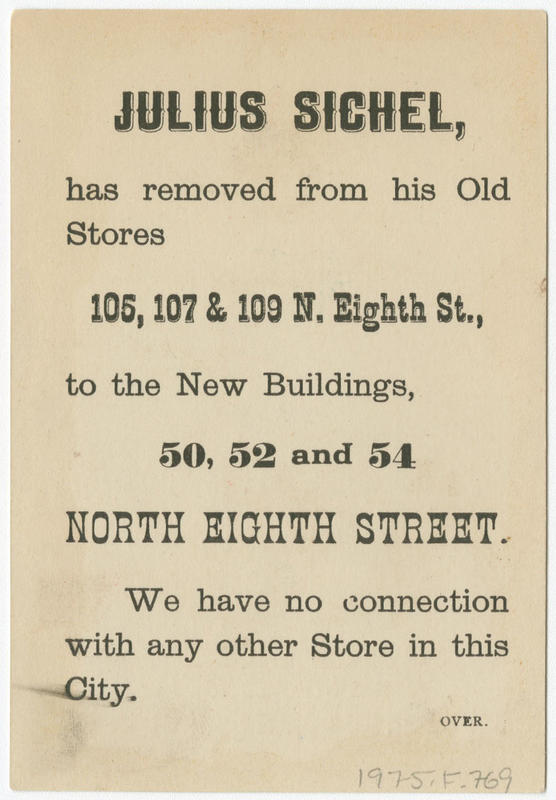 JULIUS SICHEL,
has removed from his Old
Stores
105, 107 & 109 N. Eighth St.,
to the New Buildings,
50, 52 and 54
NORTH EIGHTH STREET.
We have no connection
with any other Store in this
City.
OVER.
1975.F.769